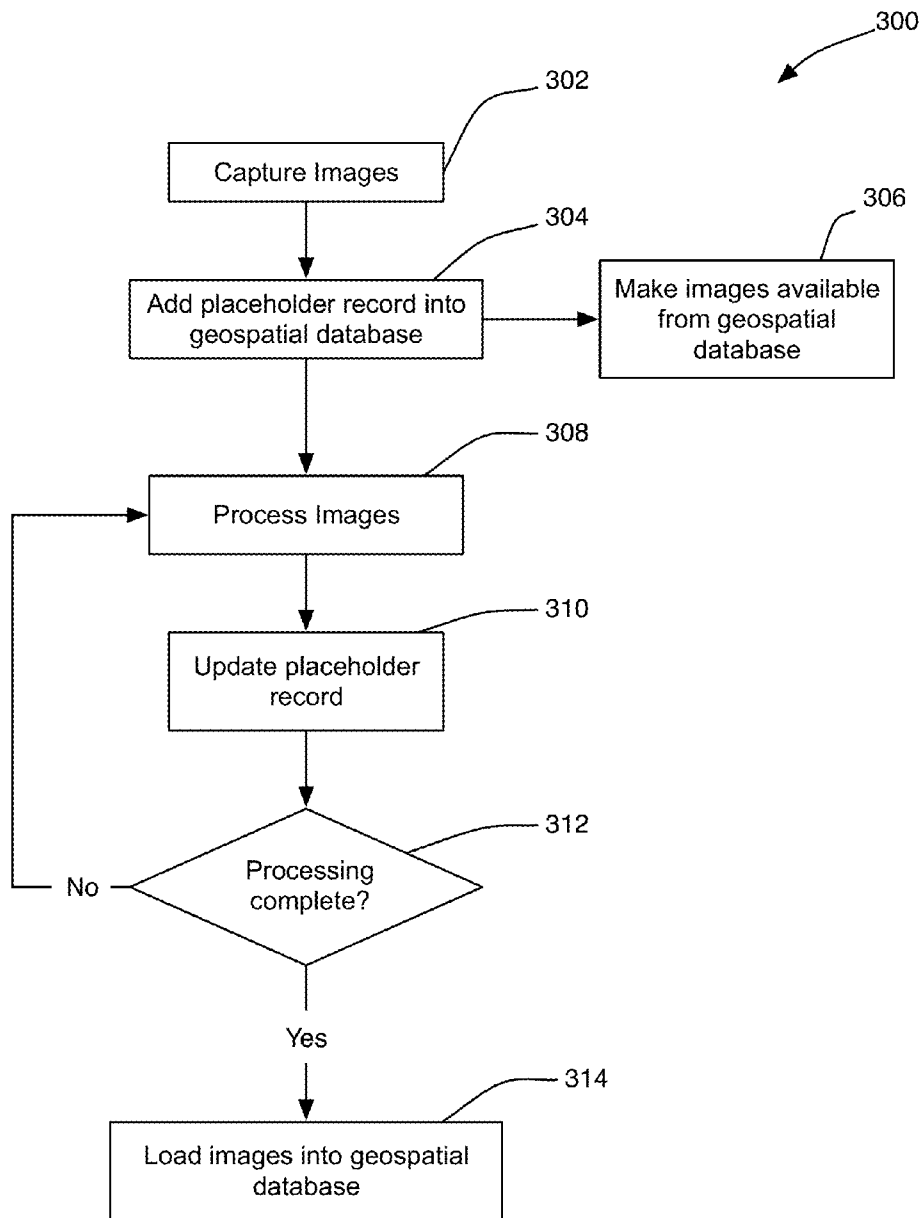 300
302
Capture Images
304
306
Add placeholder record into
geospatial database
Make images available
from geospatial
database
308
Process Images
310
Update placeholder
record
312
Processing
complete?
No
Yes
314
Load images into geospatial
database